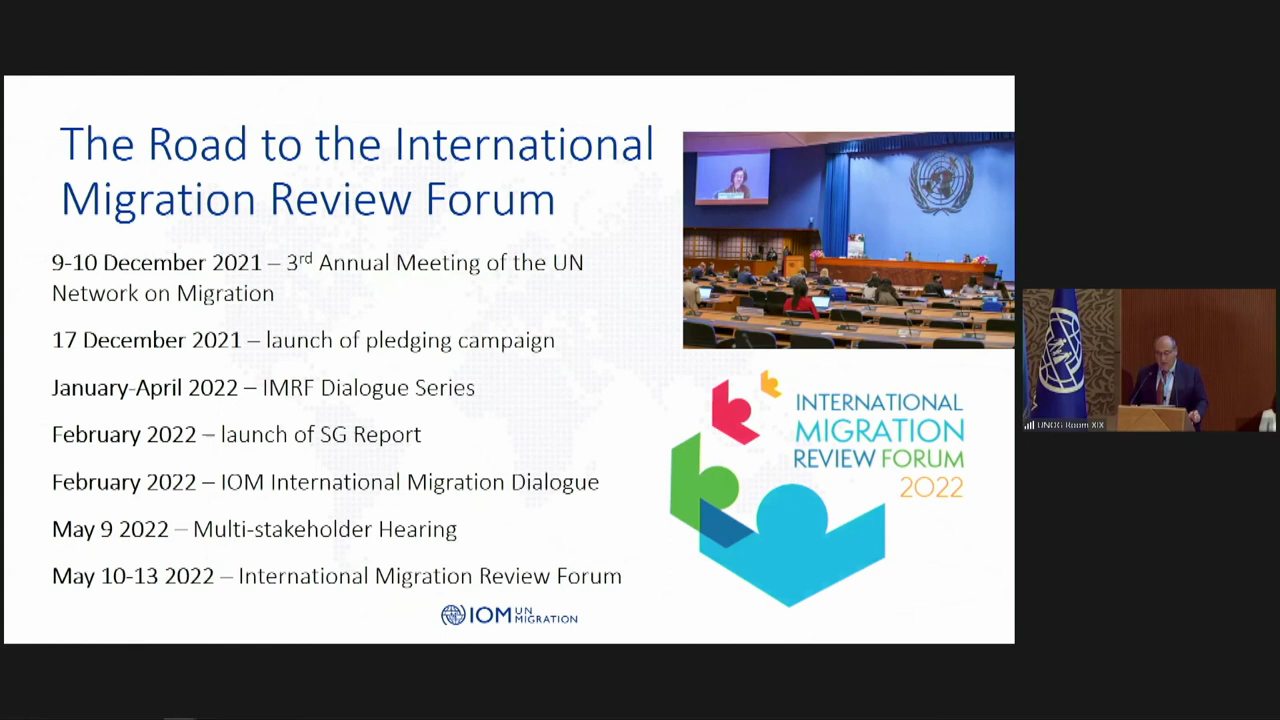 The Road to the International
Migration Review Forum
9-10 December 2021 – 3rd Annual Meeting of the UN
Network on Migration
17 December 2021 – launch of pledging campaign
January-April 2022 – IMRF Dialogue Series
February 2022 – launch of SG Report
February 2022 – IOM International Migration Dialogue
May 9 2022 – Multi-stakeholder Hearing
May 10-13 2022 – International Migration Review Forum
IOM UN
MIGRATION
INTERNATIONAL
MIGRATION
REVIEW FORUM
2022
UNOG Room XIX